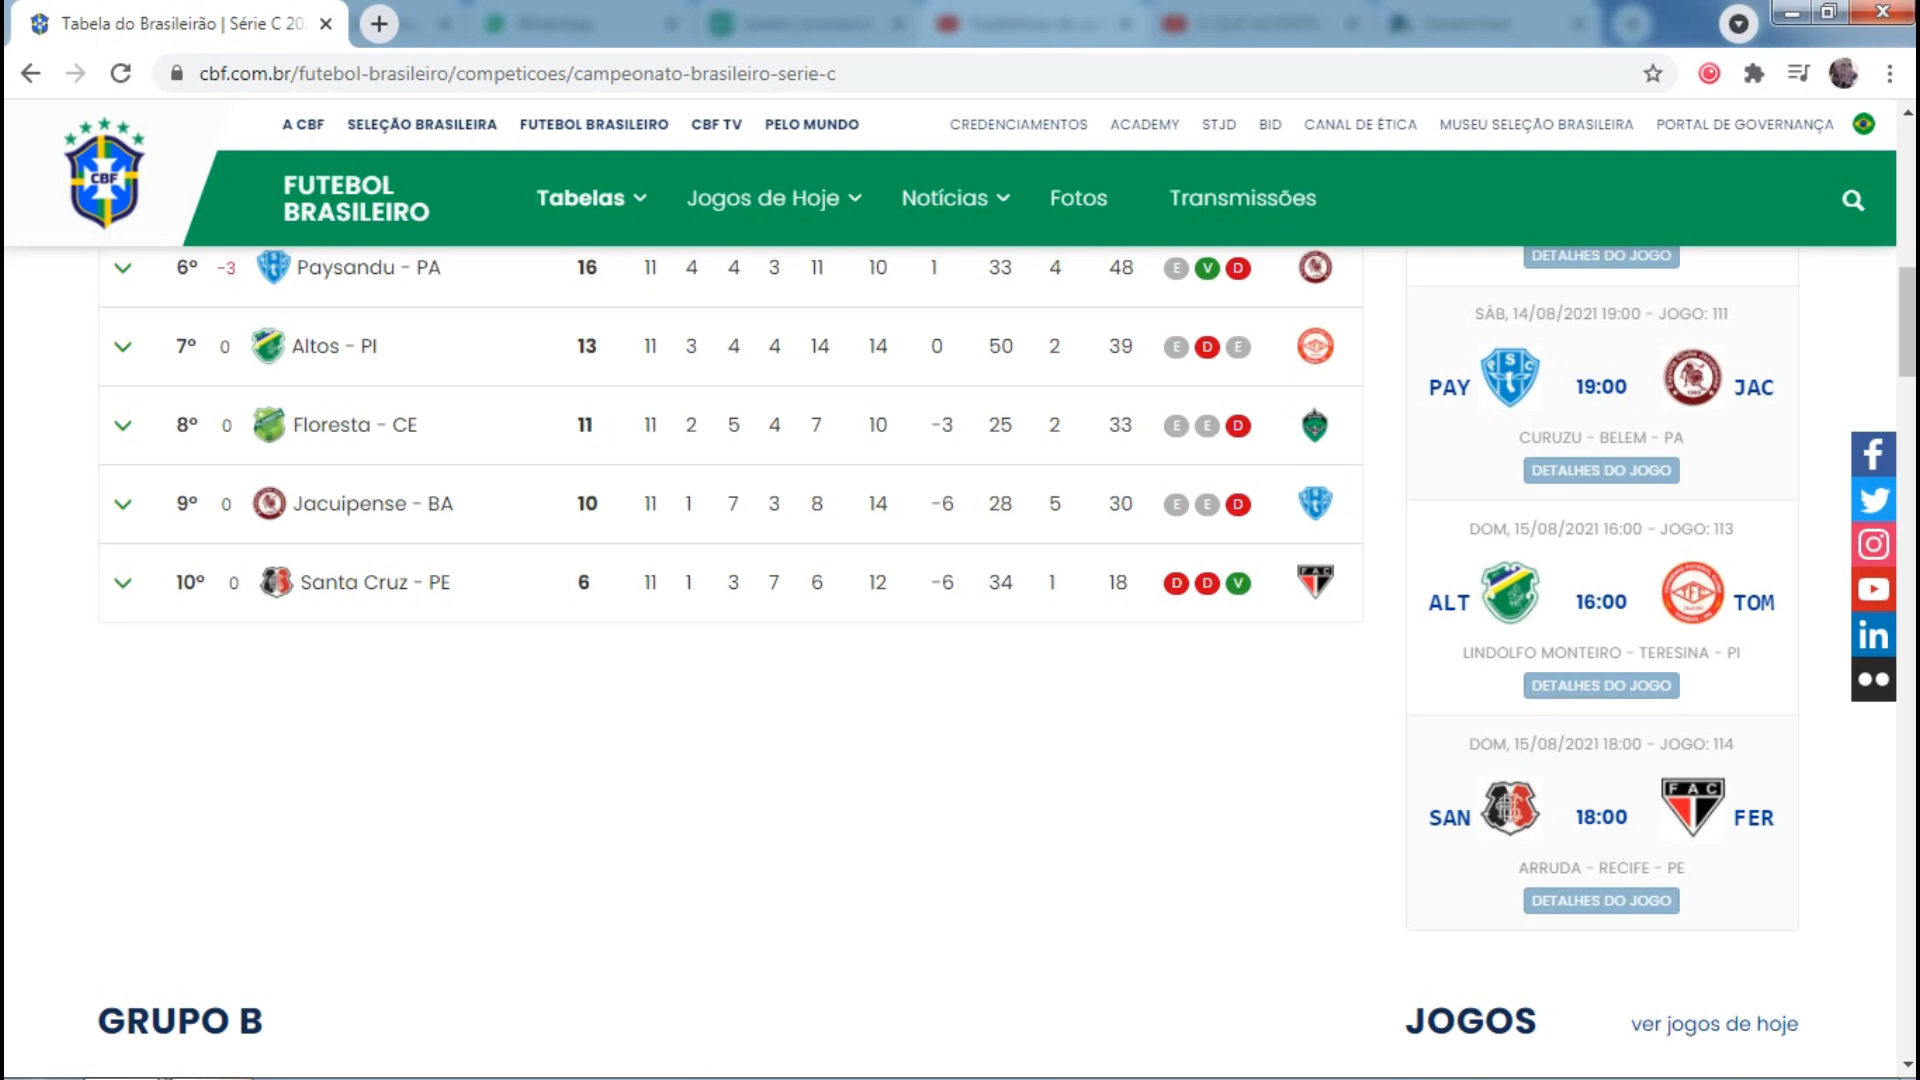 Tabela do Brasileirão | Série C 20
cbf.com.br/futebol-brasileiro/competicoes/campeonato-brasileiro-serie-c
A CBF SELEÇÃO BRASILEIRA FUTEBOL BRASILEIRO CBF TV PELO MUNDO CREDENCIAMENTOS ACADEMY STJD BID CANAL DE ÉTICA MUSEU SELEÇÃO BRASILEIRA PORTAL DE GOVERNANÇA
CBF
FUTEBOL
BRASILEIRO
Tabelas Jogos de Hoje Notícias Fotos Transmissões
6º -3 Paysandu - PA 16 11 4 4 3 11 10 1 33 4 48 E V D
7º 0 Altos - PI 13 11 3 4 4 14 14 0 50 2 39 E D E
8º 0 Floresta - CE 11 11 2 5 4 7 10 -3 25 2 33 E E D
9º 0 Jacuipense - BA 10 11 1 7 3 8 14 -6 28 5 30 E E D
10º 0 Santa Cruz - PE 6 11 1 3 7 6 12 -6 34 1 18 D D V
FAC
DETALHES DO JOGO
SÁB, 14/08/2021 19:00 - JOGO: 111
PAY PSC 19:00 JAC
CURUZU - BELEM - PA
DETALHES DO JOGO
DOM, 15/08/2021 16:00 - JOGO: 113
ALT 16:00 TFC TOM
LINDOLFO MONTEIRO - TERESINA - PI
DETALHES DO JOGO
DOM, 15/08/2021 18:00 - JOGO: 114
SAN 18:00 FAC FER
ARRUDA - RECIFE - PE
DETALHES DO JOGO
GRUPO B
JOGOS ver jogos de hoje